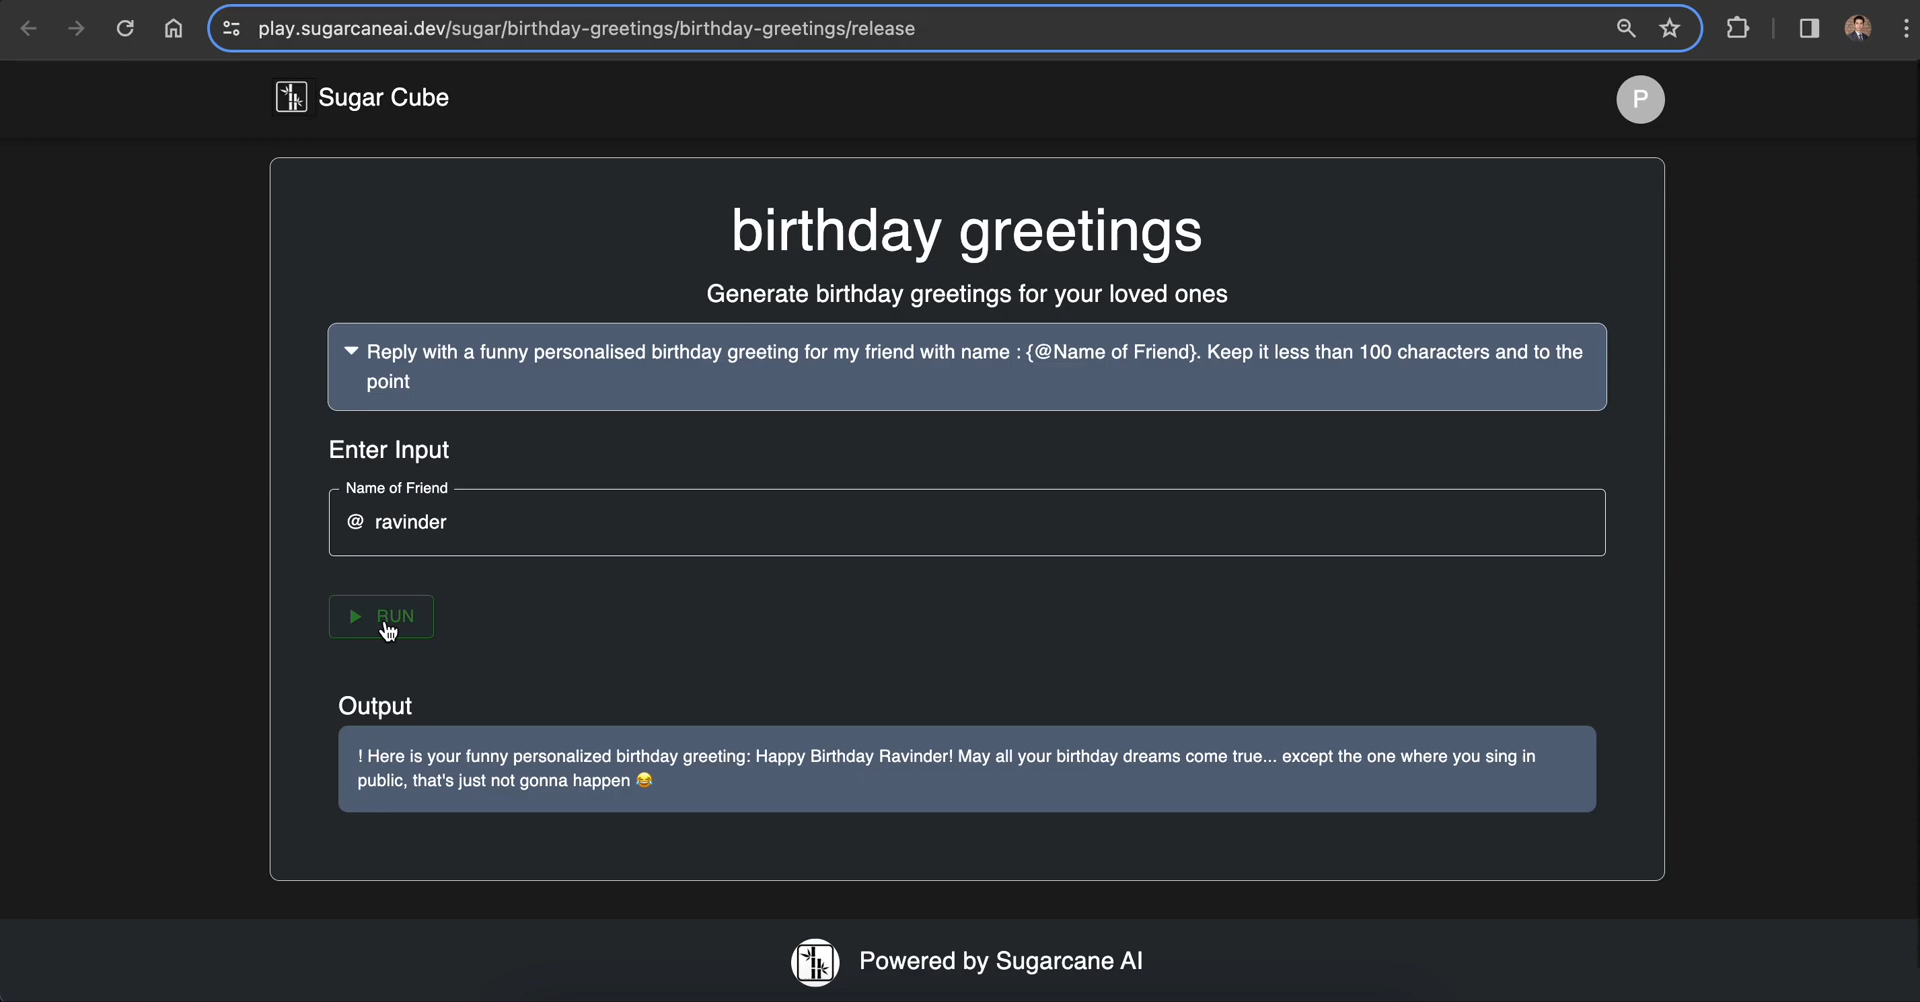 play.sugarcaneai.dev/sugar/birthday-greetings/birthday-greetings/release
Sugar Cube
P
birthday greetings
Generate birthday greetings for your loved ones
Reply with a funny personalised birthday greeting for my friend with name : {@Name of Friend}. Keep it less than 100 characters and to the
point
Enter Input
Name of Friend
@ ravinder
RUN
Output
! Here is your funny personalized birthday greeting: Happy Birthday Ravinder! May all your birthday dreams come true... except the one where you sing in
public, that's just not gonna happen 😂
Powered by Sugarcane AI